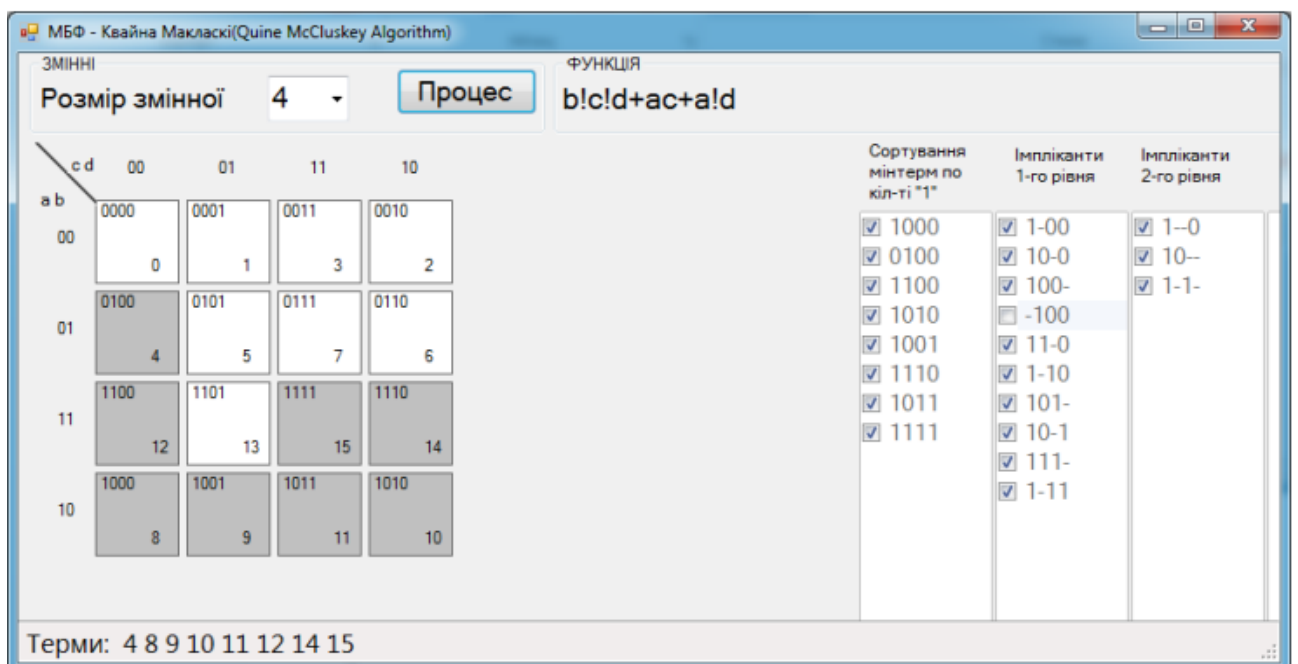 МБФ - Квайна Макласкі(Quine McCluskey Algorithm)
ЗМІННІ
Розмір змінної 4 Процес
ФУНКЦІЯ
b!c!d+ac+a!d
c d 00 01 11 10
a b
00
0000 0001 0011 0010
0 1 3 2
01
0100 0101 0111 0110
4 5 7 6
11
1100 1101 1111 1110
12 13 15 14
10
1000 1001 1011 1010
8 9 11 10
Сортування
мінтерм по
кіл-ті "1"
1000
0100
1100
1010
1001
1110
1011
1111
Імпліканти
1-го рівня
1-00
10-0
100-
-100
11-0
1-10
101-
10-1
111-
1-11
Імпліканти
2-го рівня
1--0
10--
1-1-
Терми: 4 8 9 10 11 12 14 15